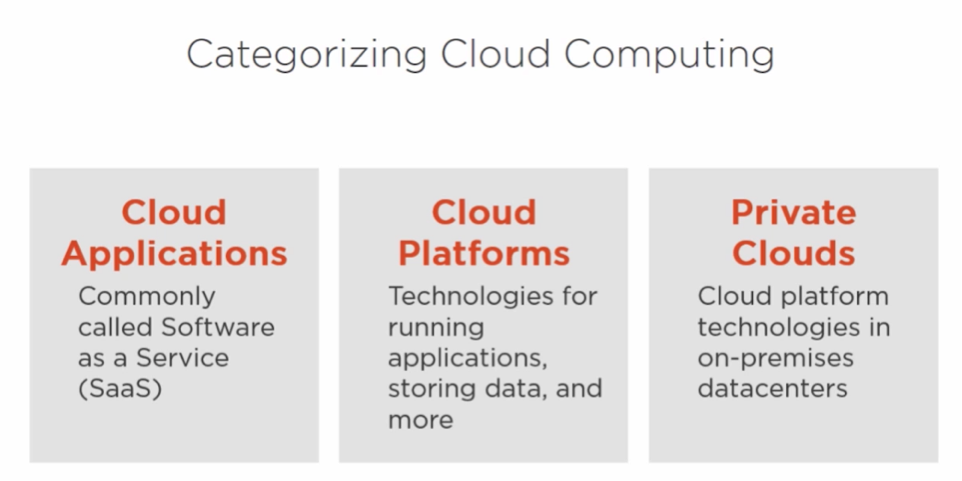 Categorizing Cloud Computing
Cloud
Applications
Commonly
called Software
as a Service
(SaaS)
Cloud
Platforms
Technologies for
running
applications,
storing data, and
more
Private
Clouds
Cloud platform
technologies in
on-premises
datacenters